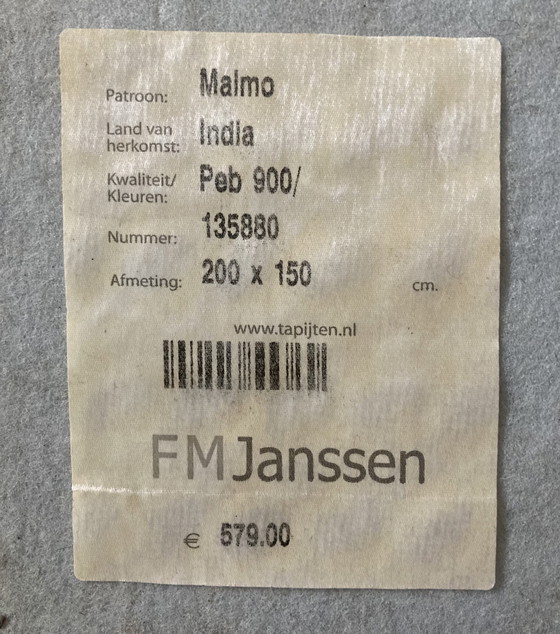 Patroon: Malmo
Land van herkomst: India
Kwaliteit/ Kleuren: Peb 900/
Nummer: 135880
Afmeting: 200 x 150 cm.
www.tapijten.nl
FMJanssen
€ 579.00